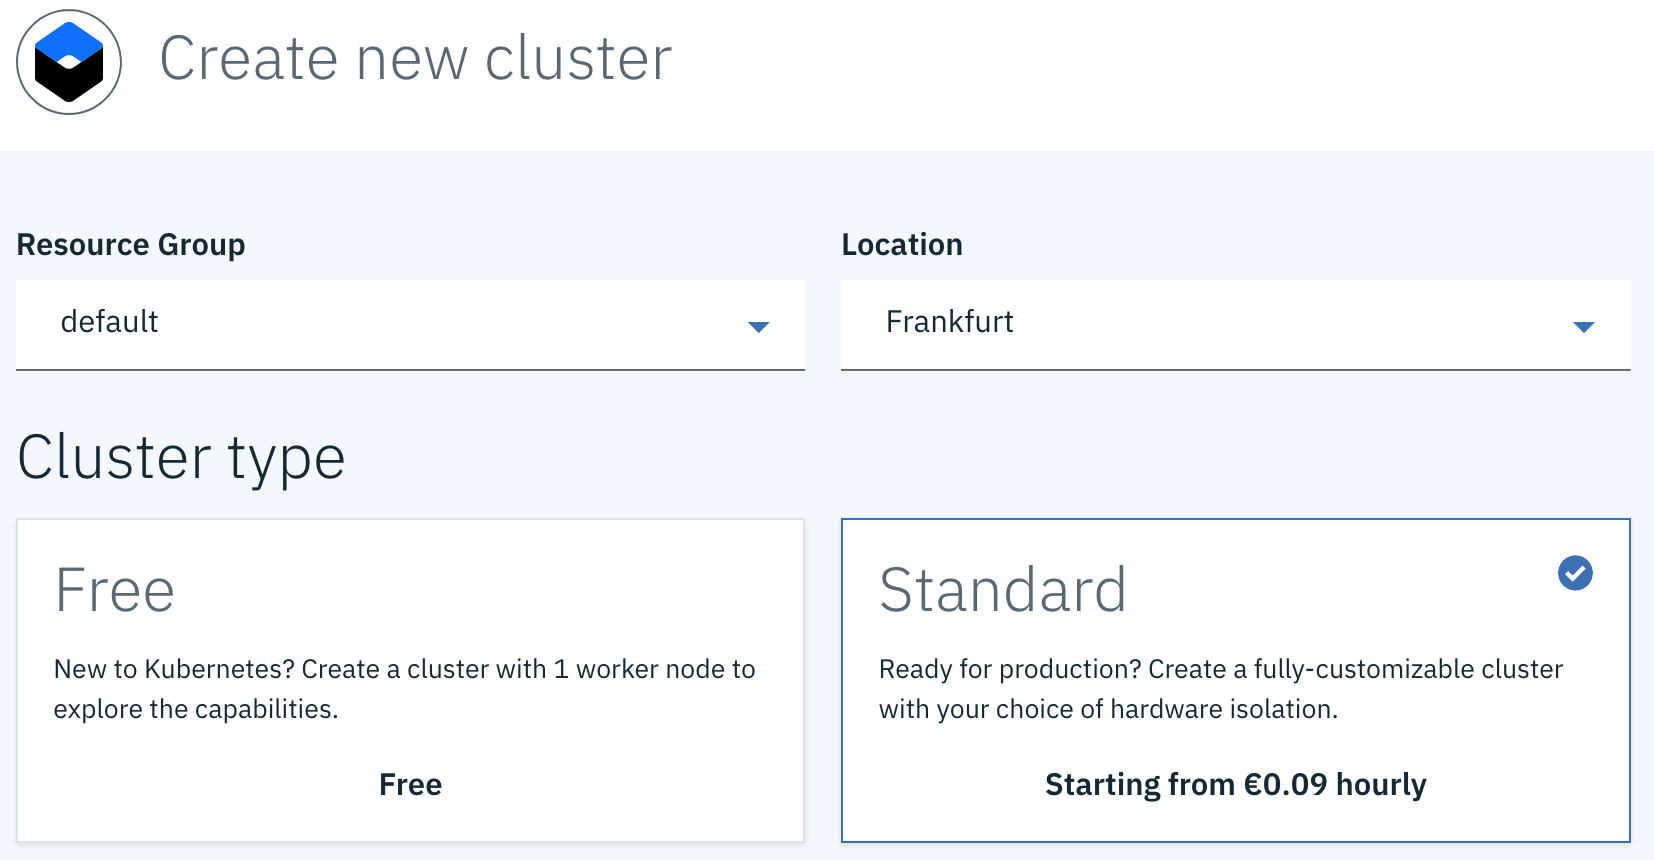 Create new cluster
Resource Group
Location
default
Frankfurt
Cluster type
Free
New to Kubernetes? Create a cluster with 1 worker node to
explore the capabilities.
Free
Standard
Ready for production? Create a fully-customizable cluster
with your choice of hardware isolation.
Starting from €0.09 hourly